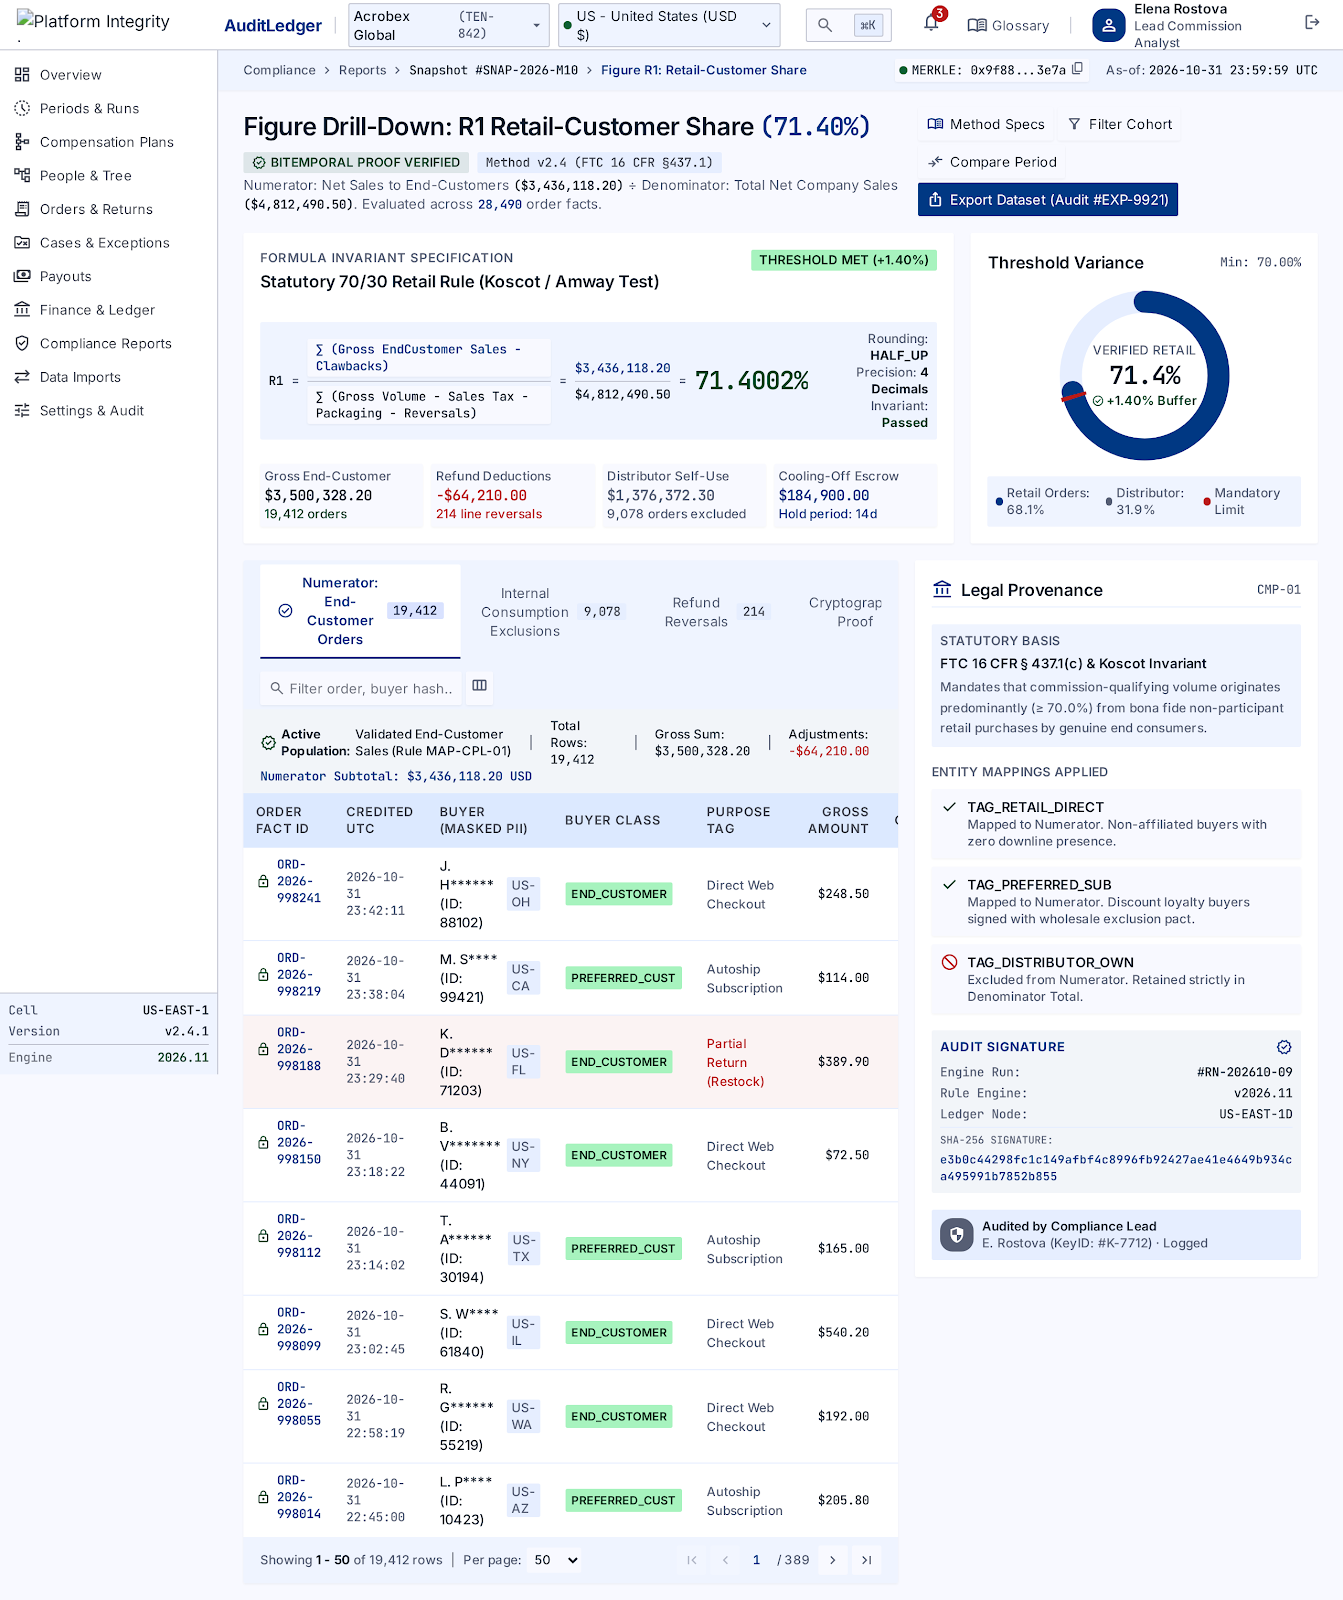 Platform Integrity
AuditLedger
Acrobex Global
(TEN-842)
US - United States (USD $)
⌘K
3
Glossary
Elena Rostova
Lead Commission Analyst
Overview
Periods & Runs
Compensation Plans
People & Tree
Orders & Returns
Cases & Exceptions
Payouts
Finance & Ledger
Compliance Reports
Data Imports
Settings & Audit
Cell US-EAST-1
Version v2.4.1
Engine 2026.11
Compliance › Reports › Snapshot #SNAP-2026-M10 › Figure R1: Retail-Customer Share
MERKLE: 0x9f88...3e7a
As-of: 2026-10-31 23:59:59 UTC
Figure Drill-Down: R1 Retail-Customer Share (71.40%)
BITEMPORAL PROOF VERIFIED
Method v2.4 (FTC 16 CFR §437.1)
Numerator: Net Sales to End-Customers ($3,436,118.20) ÷ Denominator: Total Net Company Sales
($4,812,490.50). Evaluated across 28,490 order facts.
Method Specs
Filter Cohort
Compare Period
Export Dataset (Audit #EXP-9921)
FORMULA INVARIANT SPECIFICATION
Statutory 70/30 Retail Rule (Koscot / Amway Test)
THRESHOLD MET (+1.40%)
R1 =
∑ (Gross EndCustomer Sales -
Clawbacks)
∑ (Gross Volume - Sales Tax -
Packaging - Reversals)
=
$3,436,118.20
$4,812,490.50
= 71.4002%
Rounding:
HALF_UP
Precision: 4
Decimals
Invariant:
Passed
Gross End-Customer
$3,500,328.20
19,412 orders
Refund Deductions
-$64,210.00
214 line reversals
Distributor Self-Use
$1,376,372.30
9,078 orders excluded
Cooling-Off Escrow
$184,900.00
Hold period: 14d
Threshold Variance
Min: 70.00%
VERIFIED RETAIL
71.4%
+1.40% Buffer
Retail Orders:
68.1%
Distributor:
31.9%
Mandatory
Limit
Numerator:
End-
Customer
Orders
19,412
Internal
Consumption
Exclusions
9,078
Refund
Reversals
214
Cryptograp
Proof
Filter order, buyer hash..
Active
Population:
Validated End-Customer
Sales (Rule MAP-CPL-01)
Total
Rows:
19,412
Gross Sum:
$3,500,328.20
Adjustments:
-$64,210.00
Numerator Subtotal: $3,436,118.20 USD
ORDER
FACT ID
CREDITED
UTC
BUYER
(MASKED PII)
BUYER CLASS
PURPOSE
TAG
GROSS
AMOUNT
ORD-
2026-
998241
2026-10-
31
23:42:11
J.
H******
(ID:
88102)
US-
OH
END_CUSTOMER
Direct Web
Checkout
$248.50
ORD-
2026-
998219
2026-10-
31
23:38:04
M. S****
(ID:
99421)
US-
CA
PREFERRED_CUST
Autoship
Subscription
$114.00
ORD-
2026-
998188
2026-10-
31
23:29:40
K.
D******
(ID:
71203)
US-
FL
END_CUSTOMER
Partial
Return
(Restock)
$389.90
ORD-
2026-
998150
2026-10-
31
23:18:22
B.
V*******
(ID:
44091)
US-
NY
END_CUSTOMER
Direct Web
Checkout
$72.50
ORD-
2026-
998112
2026-10-
31
23:14:02
T.
A******
(ID:
30194)
US-
TX
PREFERRED_CUST
Autoship
Subscription
$165.00
ORD-
2026-
998099
2026-10-
31
23:02:45
S. W****
(ID:
61840)
US-
IL
END_CUSTOMER
Direct Web
Checkout
$540.20
ORD-
2026-
998055
2026-10-
31
22:58:19
R.
G******
(ID:
55219)
US-
WA
END_CUSTOMER
Direct Web
Checkout
$192.00
ORD-
2026-
998014
2026-10-
31
22:45:00
L. P****
(ID:
10423)
US-
AZ
PREFERRED_CUST
Autoship
Subscription
$205.80
Showing 1 - 50 of 19,412 rows | Per page: 50
1 / 389
Legal Provenance
CMP-01
STATUTORY BASIS
FTC 16 CFR § 437.1(c) & Koscot Invariant
Mandates that commission-qualifying volume originates
predominantly (≥ 70.0%) from bona fide non-participant
retail purchases by genuine end consumers.
ENTITY MAPPINGS APPLIED
TAG_RETAIL_DIRECT
Mapped to Numerator. Non-affiliated buyers with
zero downline presence.
TAG_PREFERRED_SUB
Mapped to Numerator. Discount loyalty buyers
signed with wholesale exclusion pact.
TAG_DISTRIBUTOR_OWN
Excluded from Numerator. Retained strictly in
Denominator Total.
AUDIT SIGNATURE
Engine Run: #RN-202610-09
Rule Engine: v2026.11
Ledger Node: US-EAST-1D
SHA-256 SIGNATURE:
e3b0c44298fc1c149afbf4c8996fb92427ae41e4649b934c
a495991b7852b855
Audited by Compliance Lead
E. Rostova (KeyID: #K-7712) · Logged